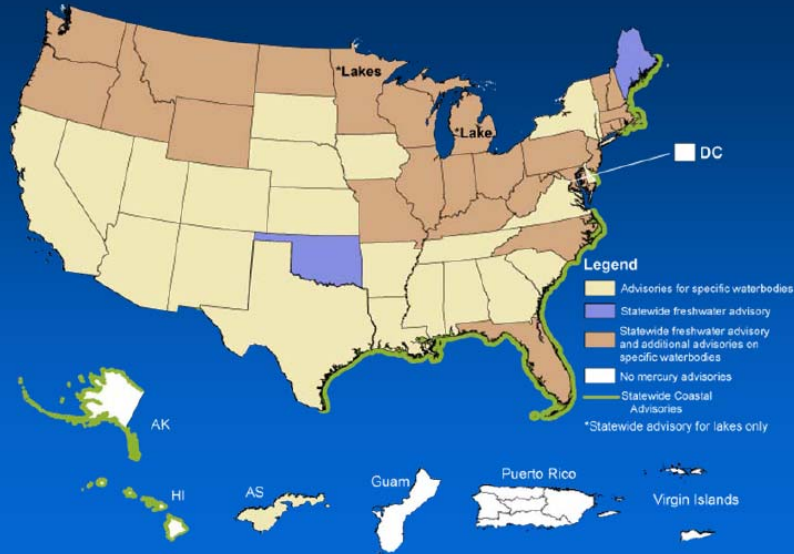 *Lakes
*Lake
DC
Legend
Advisories for specific waterbodies
Statewide freshwater advisory
Statewide freshwater advisory
and additional advisories on
specific waterbodies
No mercury advisories
Statewide Coastal
Advisories
*Statewide advisory for lakes only
AK
HI
AS
Guam
Puerto Rico
Virgin Islands